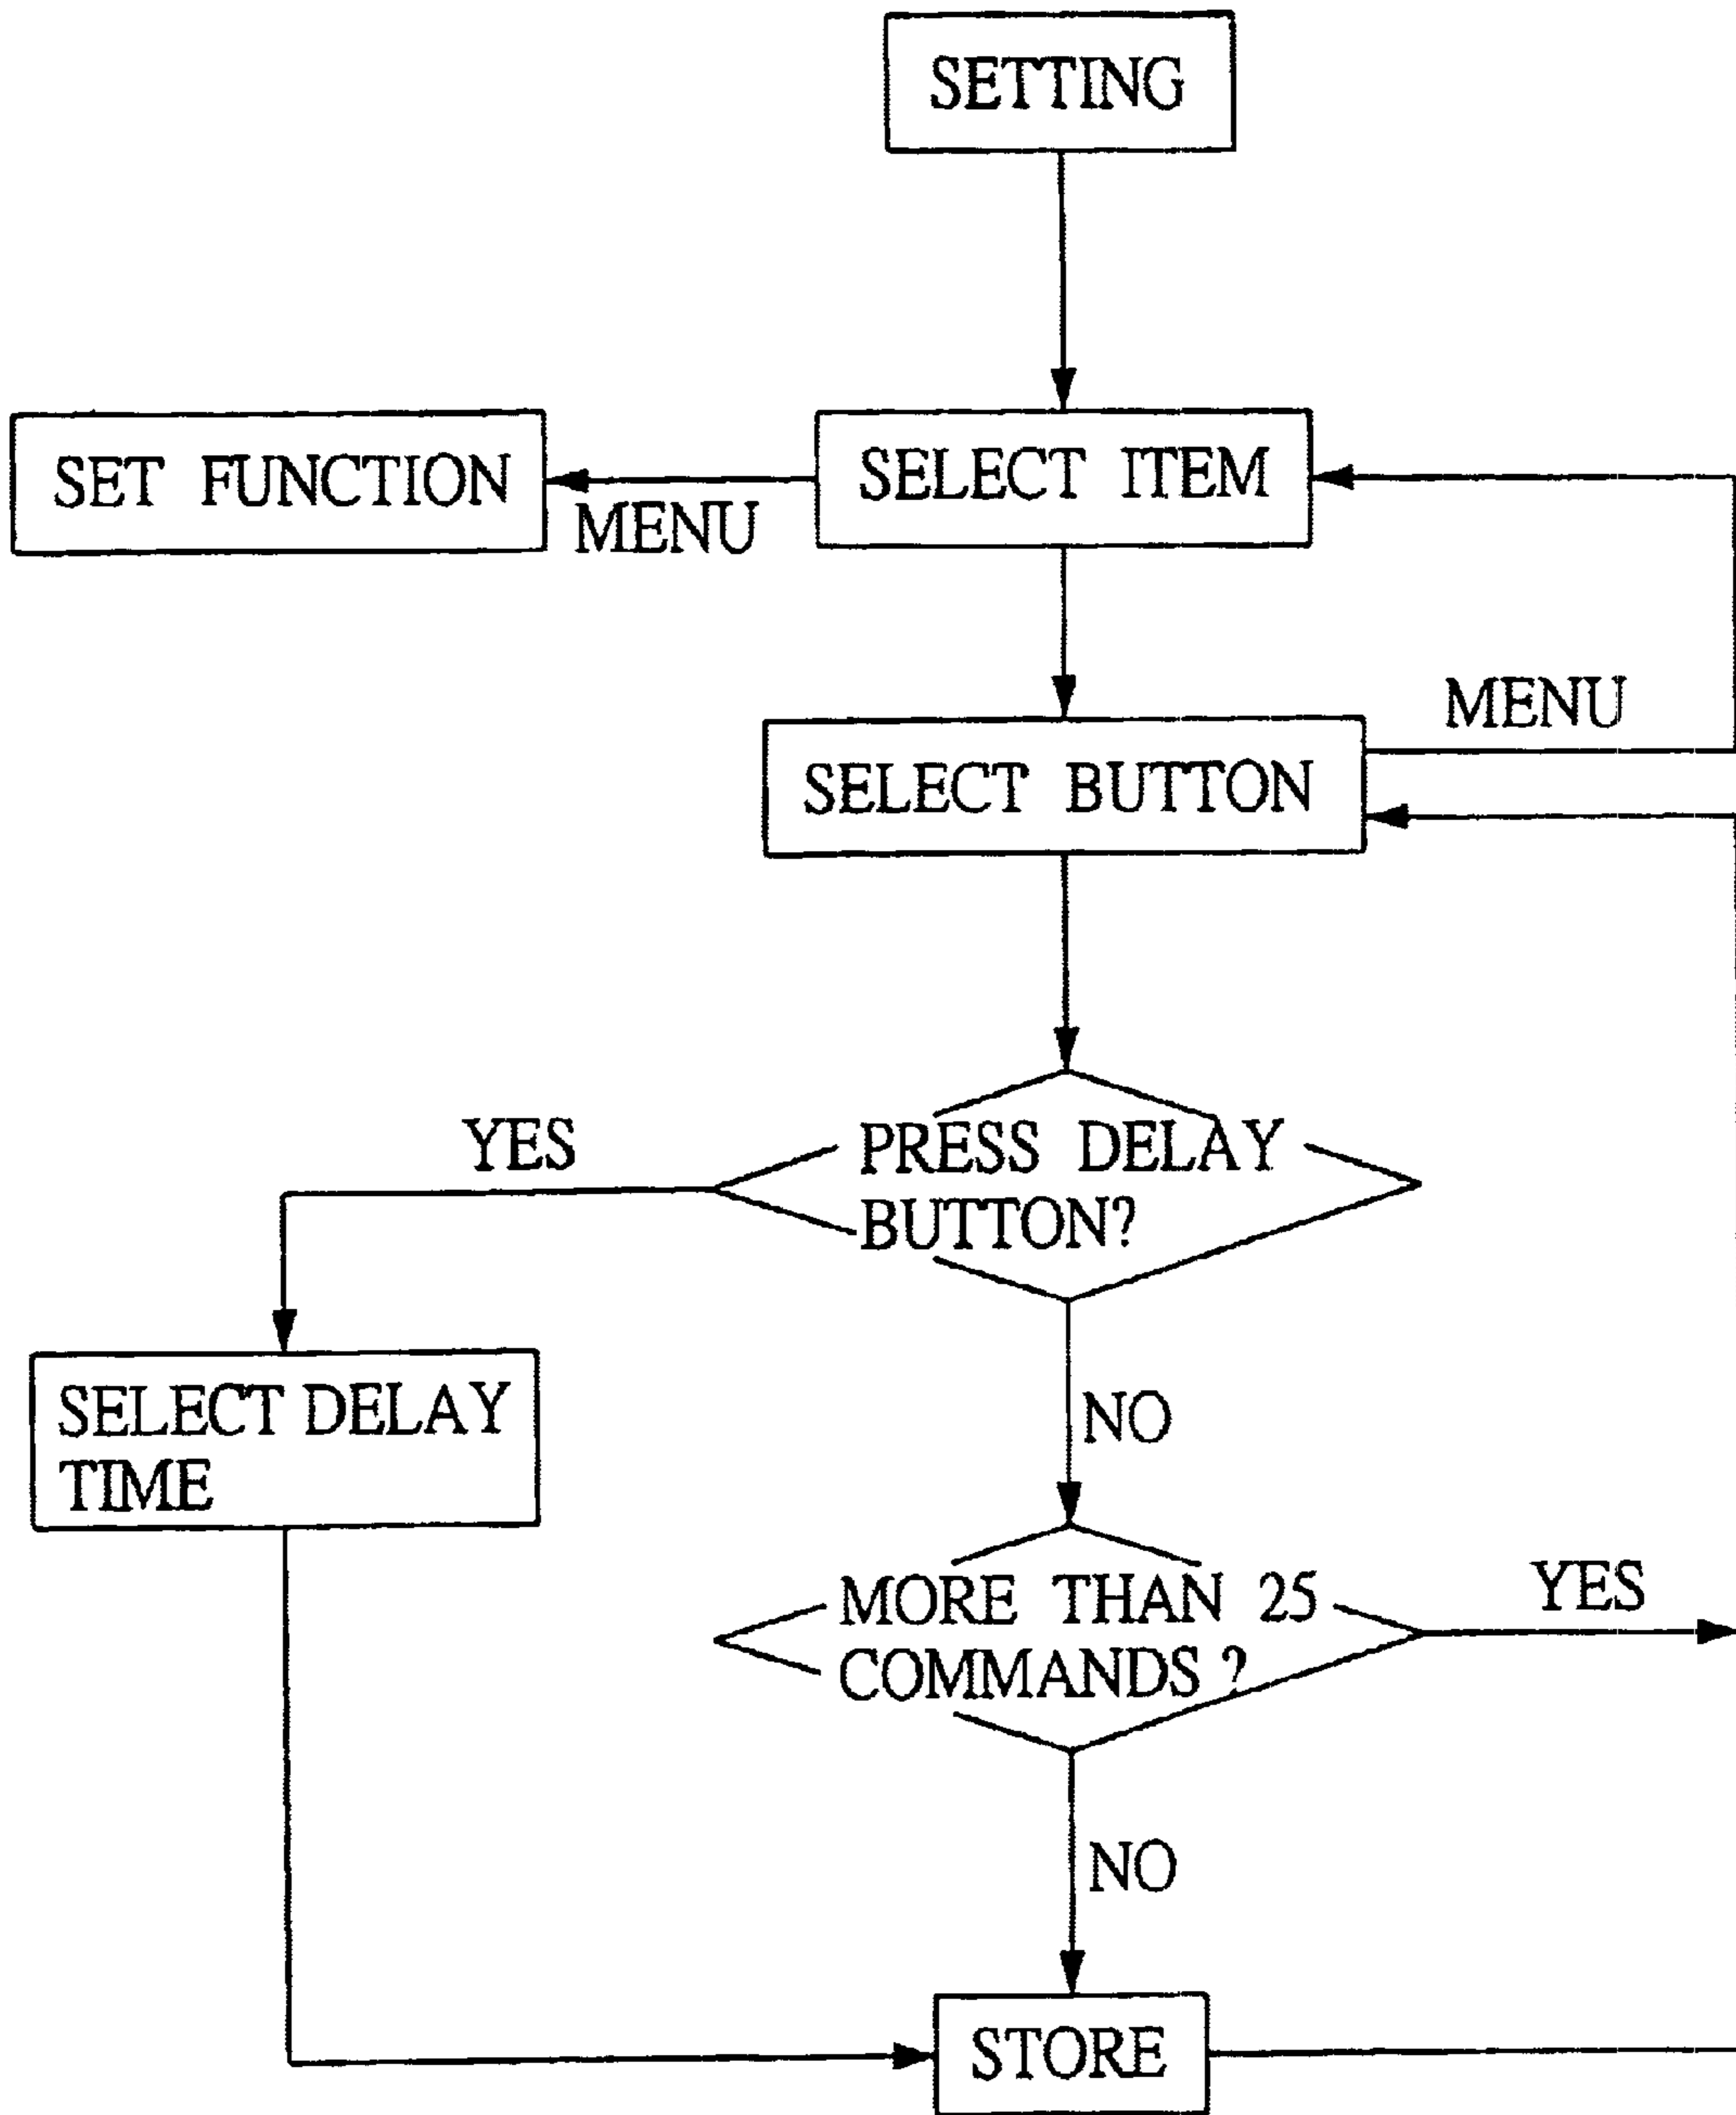 SETTING
SET FUNCTION
MENU
SELECT ITEM
MENU
SELECT BUTTON
YES
PRESS DELAY
BUTTON?
SELECT DELAY
TIME
NO
MORE THAN 25
COMMANDS ?
YES
NO
STORE